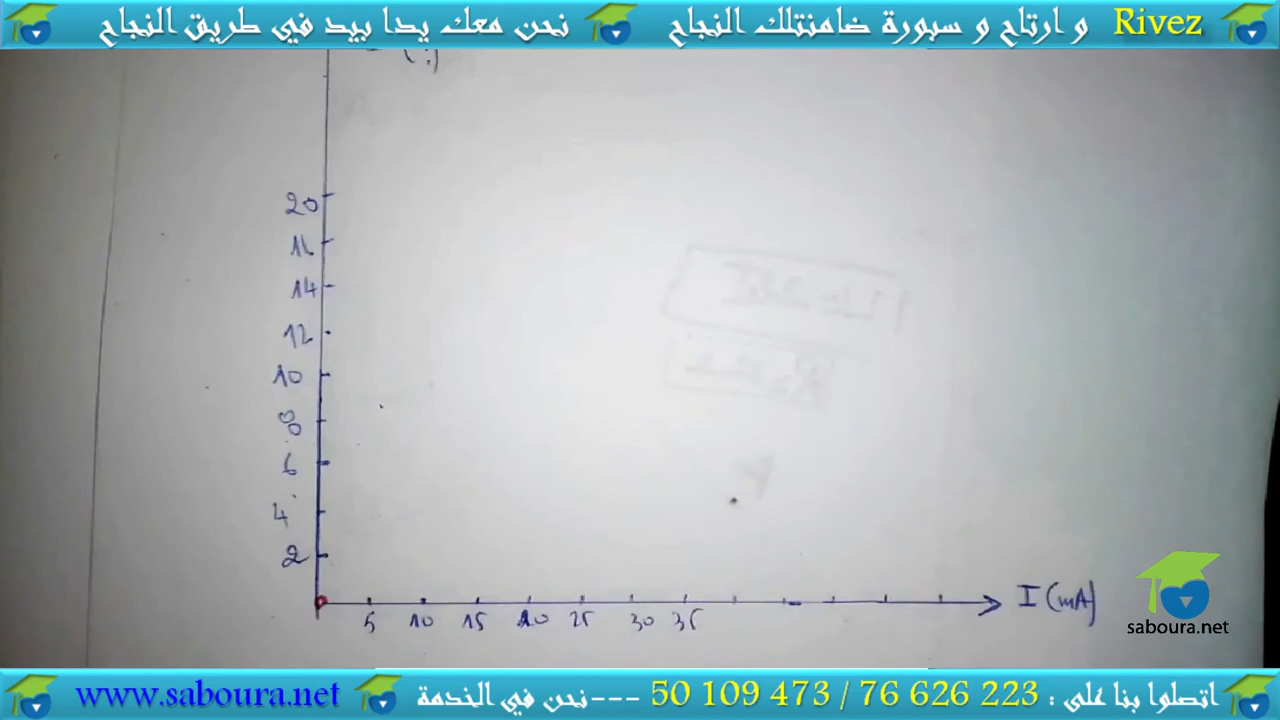 Rivez و ارتاح و سبورة ضامنتلك النجاح نحن معك يدا بيد في طريق النجاح
20
16
14
12
10
8
6
4
2
5 10 15 20 25 30 35
I (mA)
saboura.net
اتصلوا بنا على : 223 626 76 / 473 109 50 ---نحن في الخدمة www.saboura.net